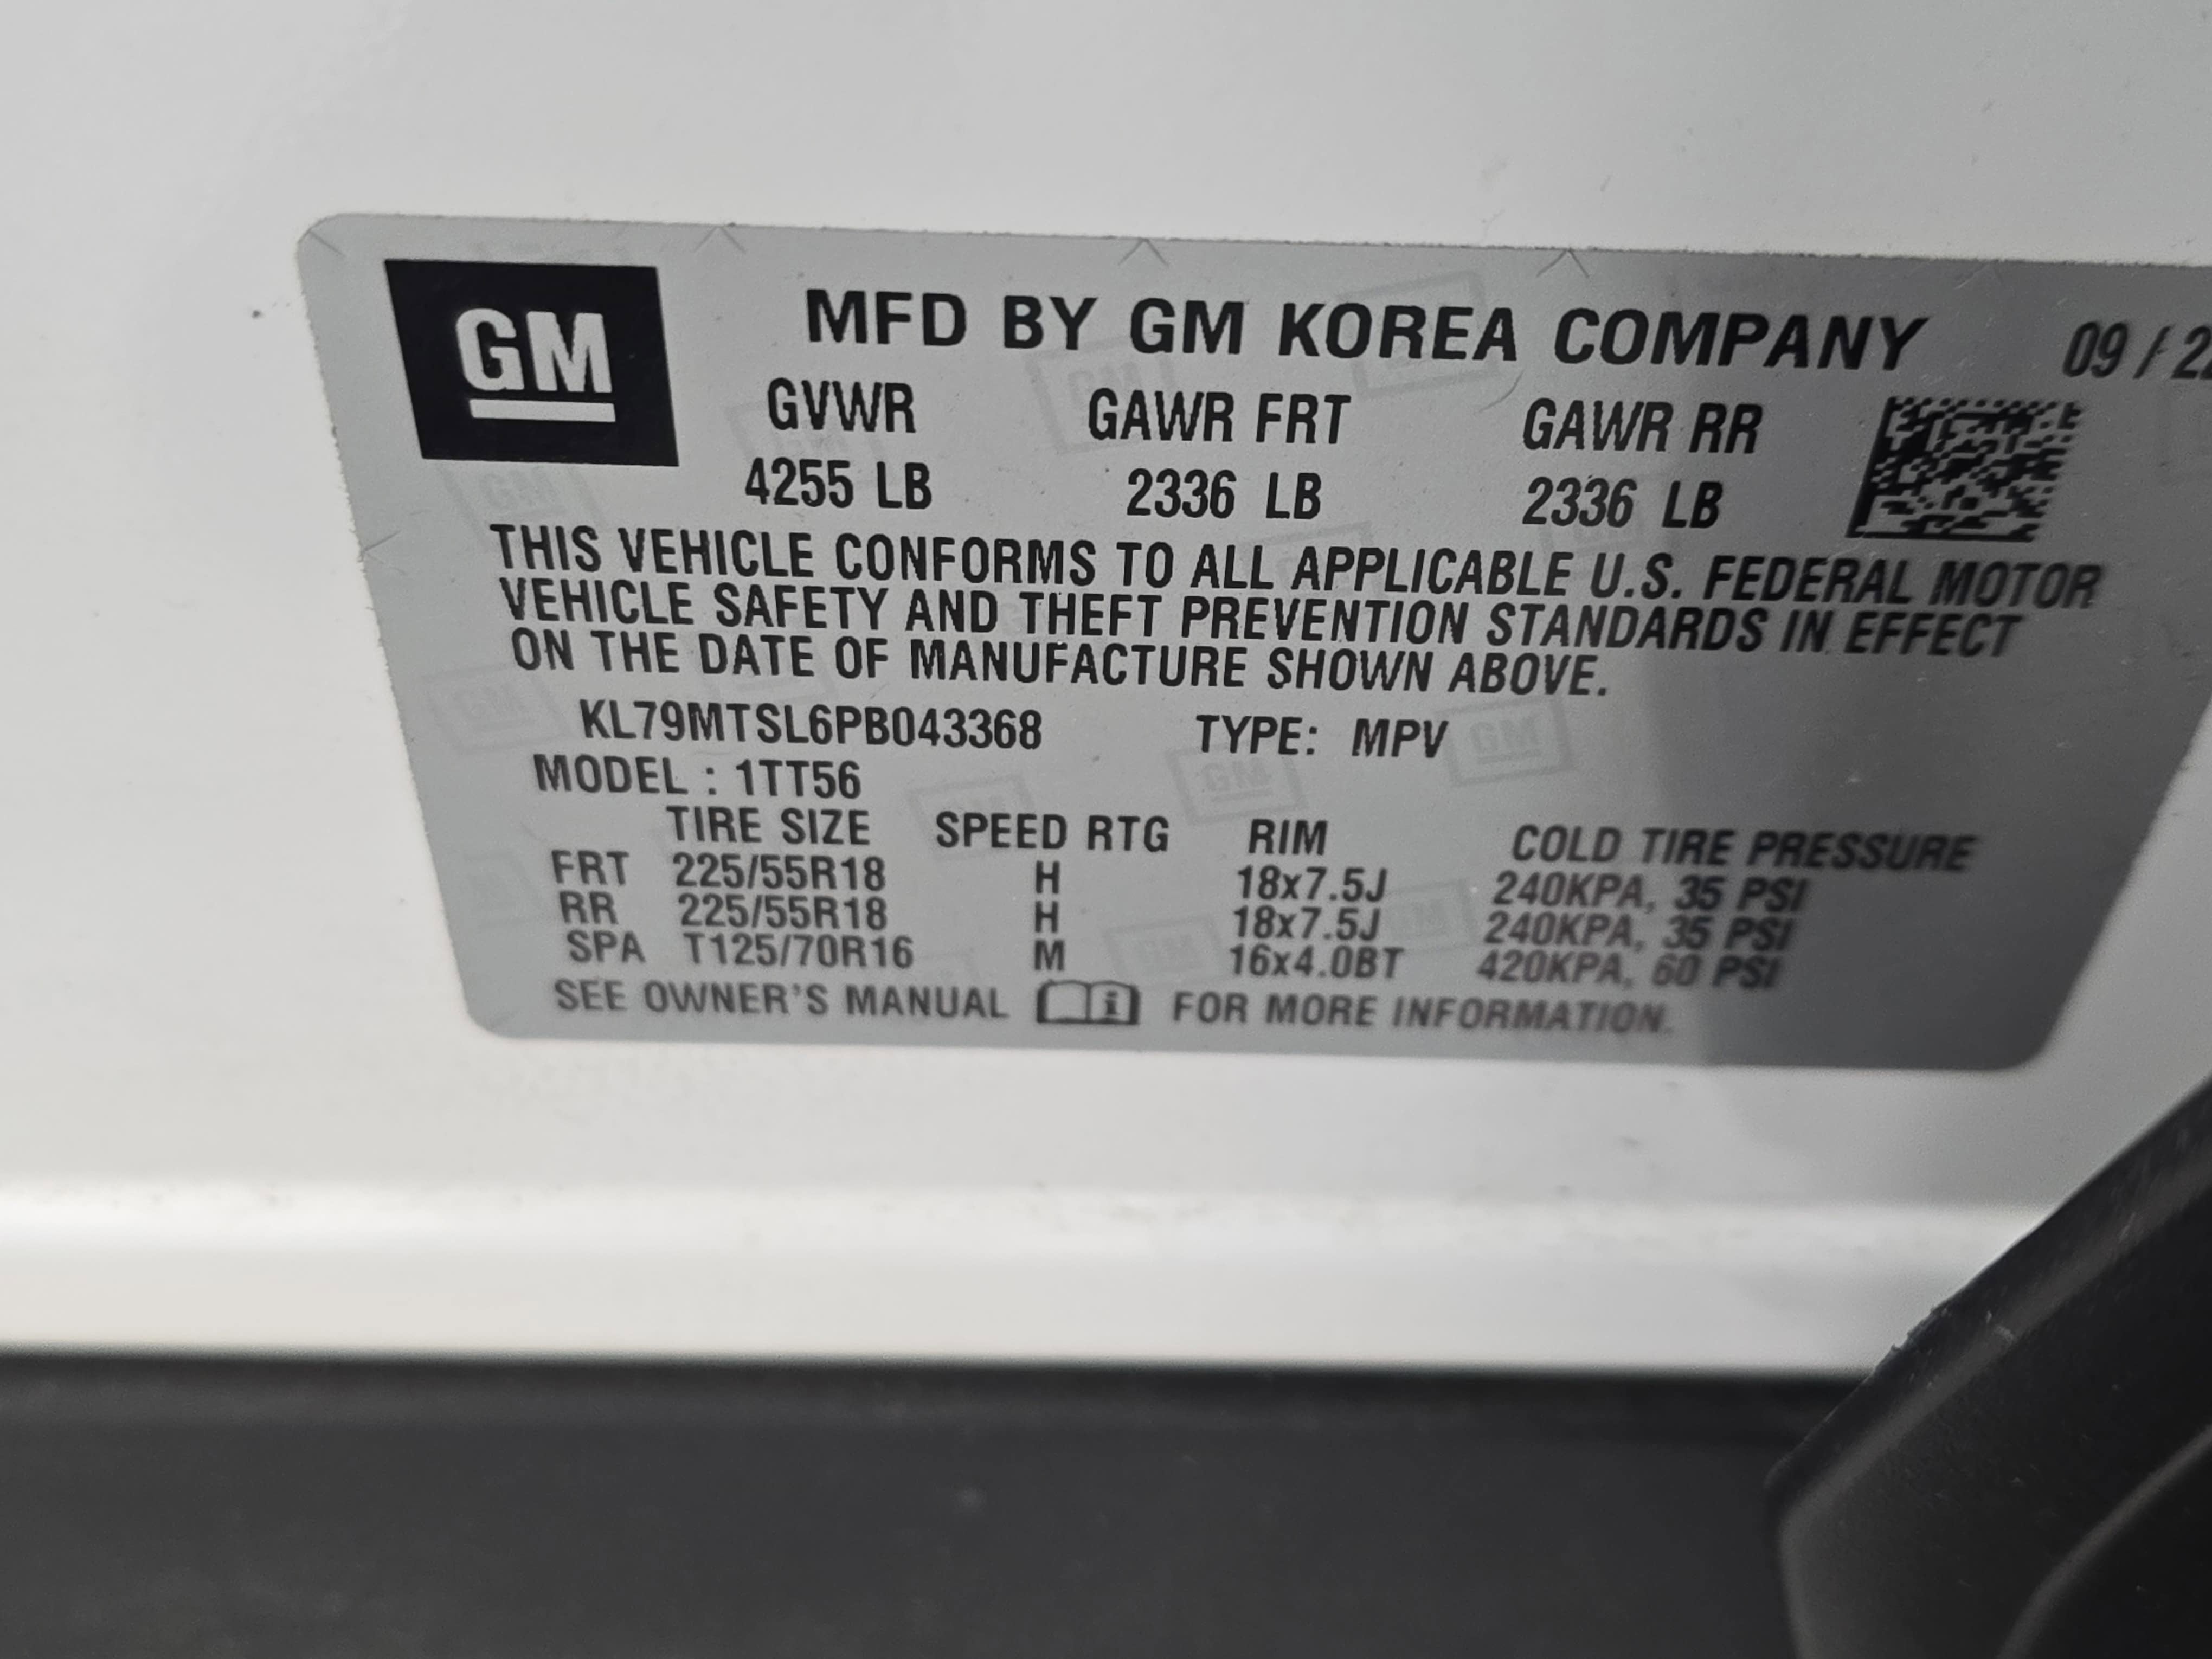 GM
MFD BY GM KOREA COMPANY 09 / 22
GVWR GAWR FRT GAWR RR
4255 LB 2336 LB 2336 LB
THIS VEHICLE CONFORMS TO ALL APPLICABLE U.S. FEDERAL MOTOR
VEHICLE SAFETY AND THEFT PREVENTION STANDARDS IN EFFECT
ON THE DATE OF MANUFACTURE SHOWN ABOVE.
KL79MTSL6PB043368 TYPE: MPV
MODEL : 1TT56
TIRE SIZE SPEED RTG RIM COLD TIRE PRESSURE
FRT 225/55R18 H 18x7.5J 240KPA, 35 PSI
RR 225/55R18 H 18x7.5J 240KPA, 35 PSI
SPA T125/70R16 M 16x4.0BT 420KPA, 60 PSI
SEE OWNER'S MANUAL i FOR MORE INFORMATION.